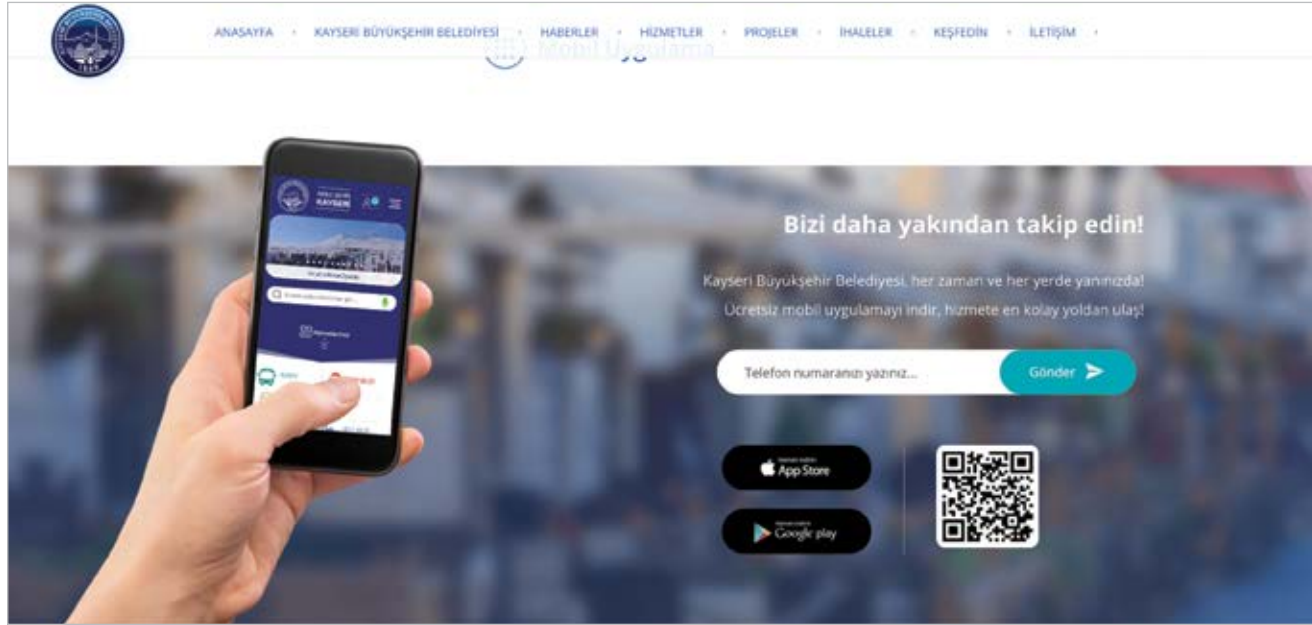 ANASAYFA
KAYSERİ BÜYÜKŞEHİR BELEDİYESİ
HABERLER
HİZMETLER
PROJELER
İHALELER
KEŞFEDİN
İLETİŞİM
Mobil Uygulama
KAYSERİ
Bizi daha yakından takip edin!
Kayseri Büyükşehir Belediyesi, her zaman ve her yerde yanınızda!
Ücretsiz mobil uygulamayı indir, hizmete en kolay yoldan ulaş!
Telefon numaranızı yazınız...
Gönder
App Store
Google play